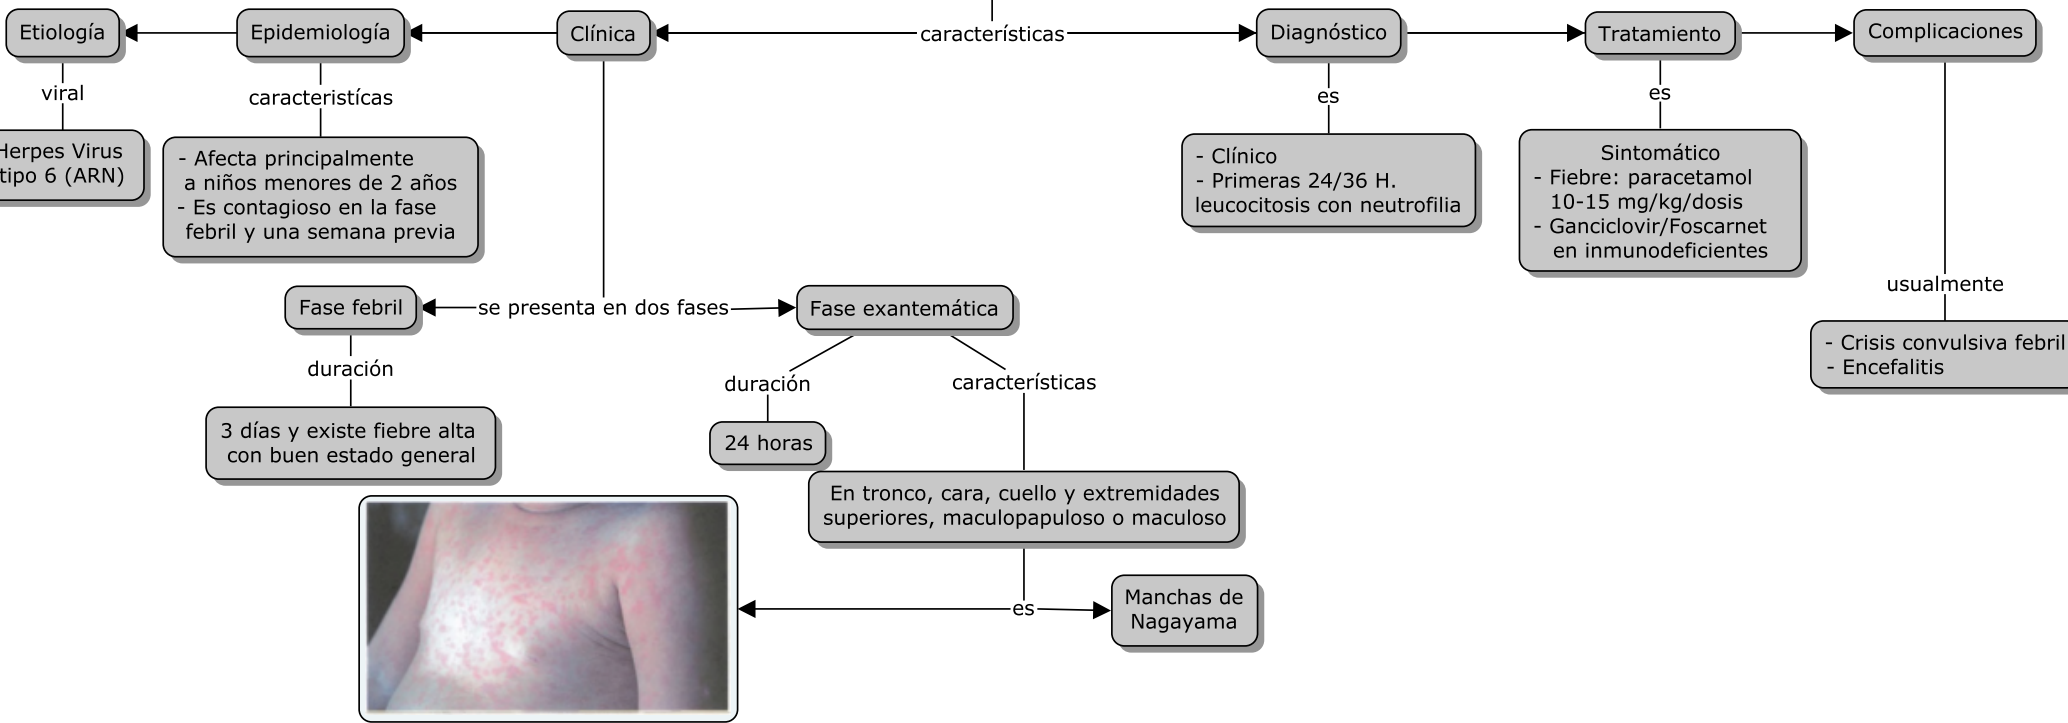 Etiología
Epidemiología
Clínica
características
Diagnóstico
Tratamiento
Complicaciones
viral
caracteristícas
es
es
Herpes Virus
tipo 6 (ARN)
- Afecta principalmente
a niños menores de 2 años
- Es contagioso en la fase
febril y una semana previa
- Clínico
- Primeras 24/36 H.
leucocitosis con neutrofilia
Sintomático
- Fiebre: paracetamol
10-15 mg/kg/dosis
- Ganciclovir/Foscarnet
en inmunodeficientes
usualmente
- Crisis convulsiva febril
- Encefalitis
Fase febril
se presenta en dos fases
Fase exantemática
duración
duración
características
3 días y existe fiebre alta
con buen estado general
24 horas
En tronco, cara, cuello y extremidades
superiores, maculopapuloso o maculoso
es
Manchas de
Nagayama